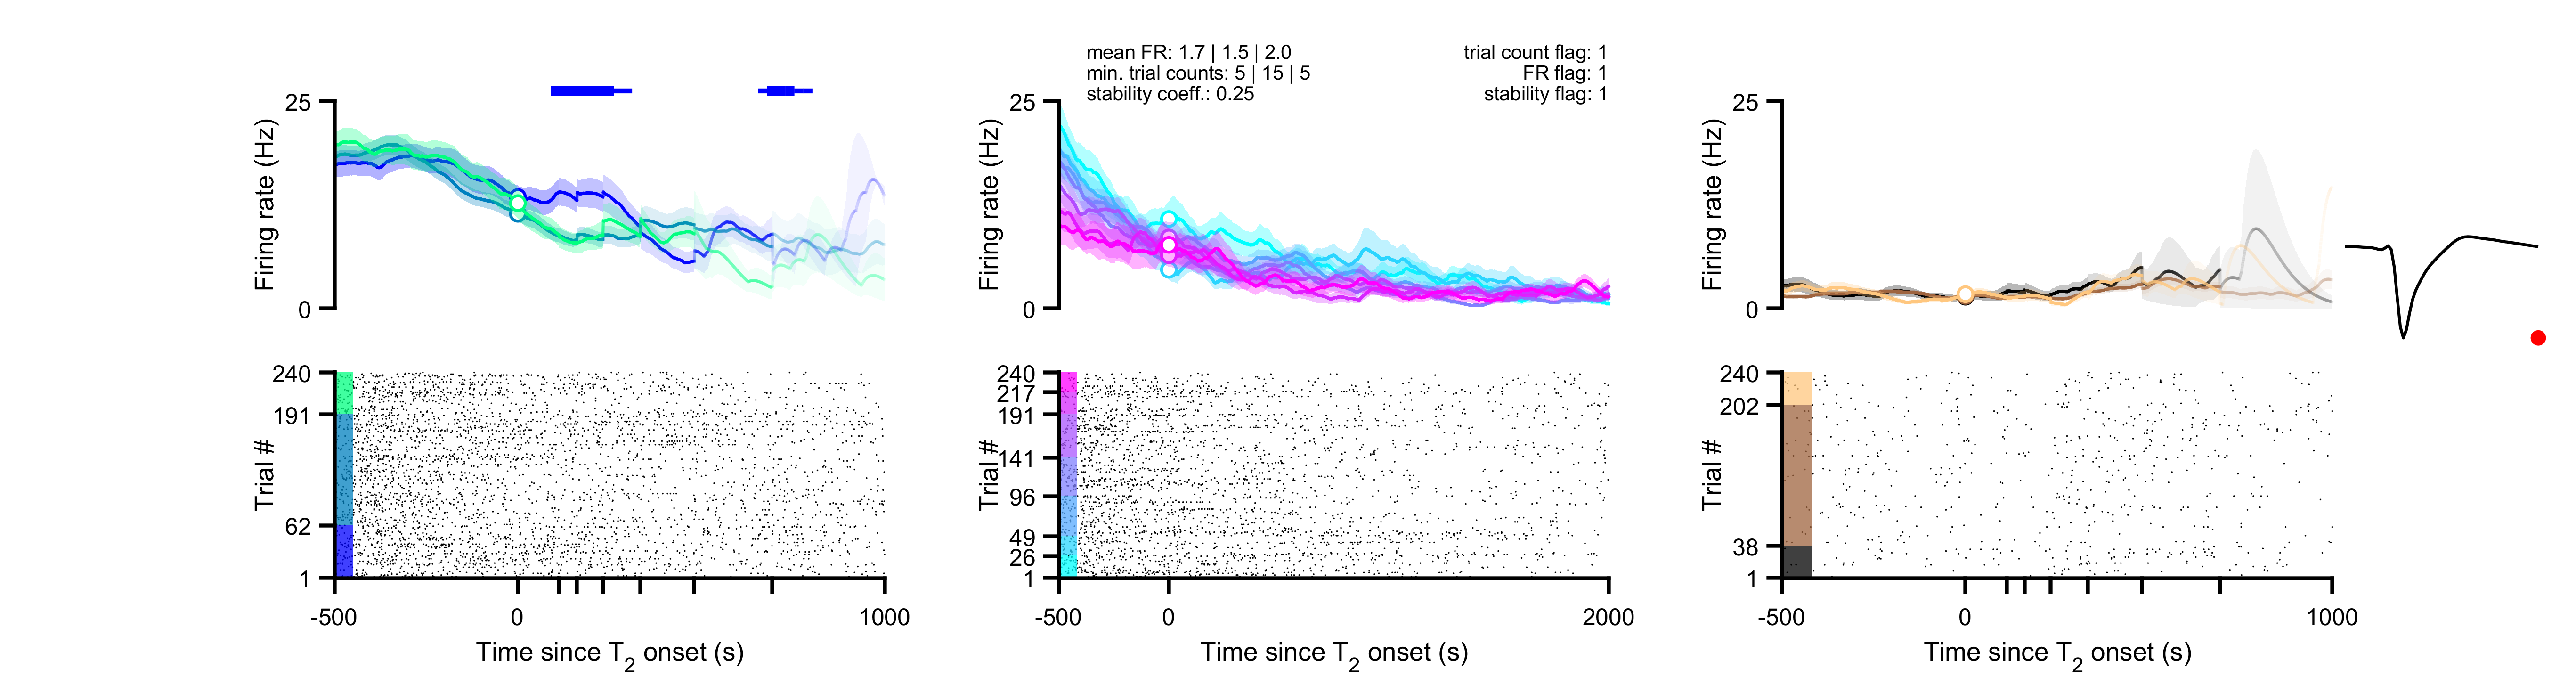 mean FR: 1.7 | 1.5 | 2.0
min. trial counts: 5 | 15 | 5
stability coeff.: 0.25
trial count flag: 1
FR flag: 1
stability flag: 1
25
Firing rate (Hz)
0
25
Firing rate (Hz)
0
25
Firing rate (Hz)
0
240
191
Trial #
62
1
240
217
191
Trial #
141
96
49
26
1
240
202
Trial #
38
1
-500
0
1000
Time since T2 onset (s)
-500
0
2000
Time since T2 onset (s)
-500
0
1000
Time since T2 onset (s)